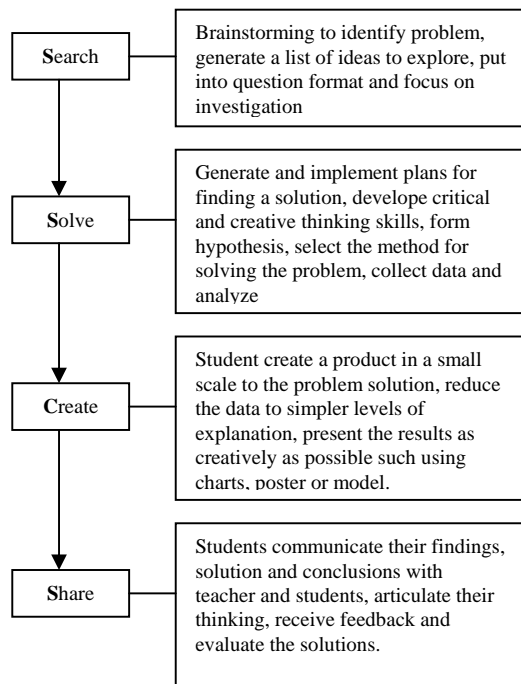 Search
Brainstorming to identify problem,
generate a list of ideas to explore, put
into question format and focus on
investigation
Solve
Generate and implement plans for
finding a solution, develope critical
and creative thinking skills, form
hypothesis, select the method for
solving the problem, collect data and
analyze
Create
Student create a product in a small
scale to the problem solution, reduce
the data to simpler levels of
explanation, present the results as
creatively as possible such using
charts, poster or model.
Share
Students communicate their findings,
solution and conclusions with
teacher and students, articulate their
thinking, receive feedback and
evaluate the solutions.